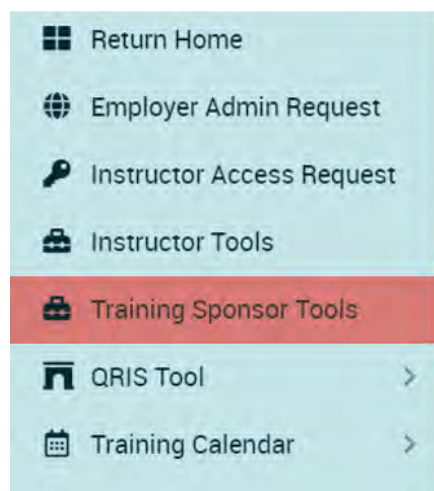 Return Home
Employer Admin Request
Instructor Access Request
Instructor Tools
Training Sponsor Tools
QRIS Tool
Training Calendar